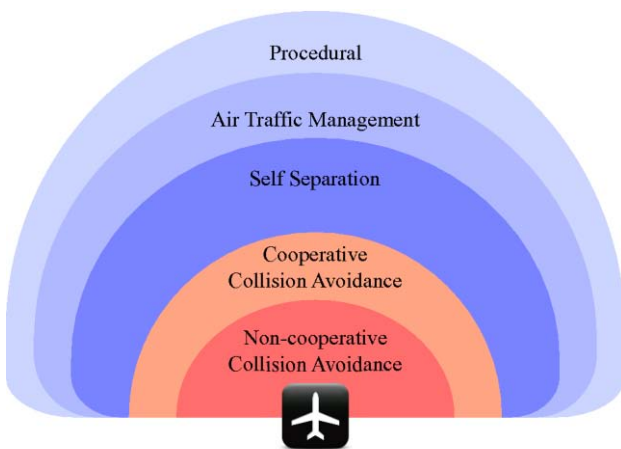 Procedural
Air Traffic Management
Self Separation
Cooperative
Collision Avoidance
Non-cooperative
Collision Avoidance